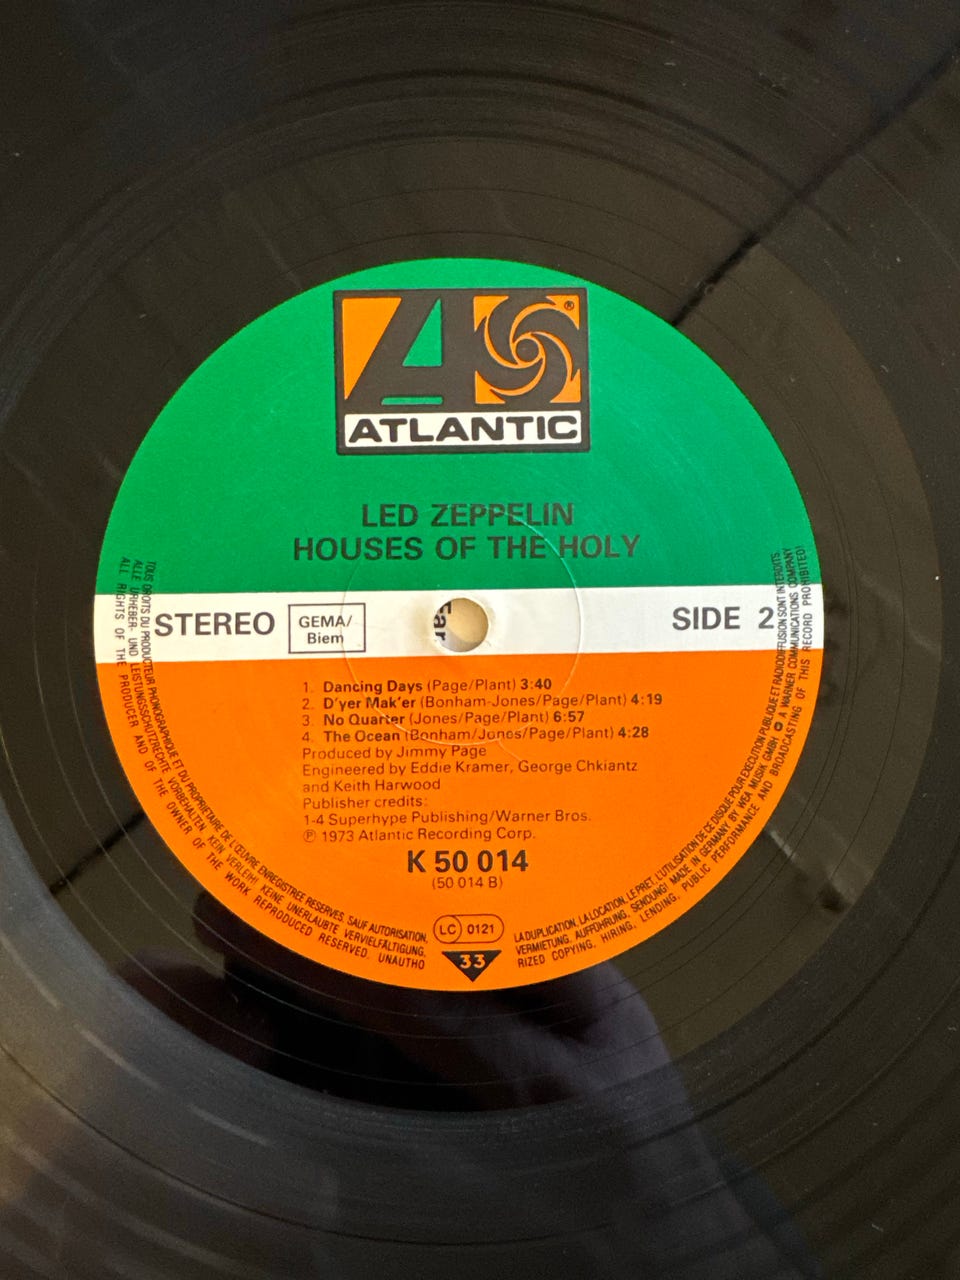 ®
ATLANTIC
LED ZEPPELIN
HOUSES OF THE HOLY
STEREO
GEMA/
Biem
SIDE 2
1. Dancing Days (Page/Plant) 3:40
2. D'yer Mak'er (Bonham-Jones/Page/Plant) 4:19
3. No Quarter (Jones/Page/Plant) 6:57
4. The Ocean (Bonham/Jones/Page/Plant) 4:28
Produced by Jimmy Page
Engineered by Eddie Kramer, George Chkiantz
and Keith Harwood
Publisher credits:
1-4 Superhype Publishing/Warner Bros.
℗ 1973 Atlantic Recording Corp.
K 50 014
(50 014 B)
LC 0121
33
TOUS DROITS DU PRODUCTEUR PHONOGRAPHIQUE ET DU PROPRIETAIRE DE L'ŒUVRE ENREGISTREE RESERVES. SAUF AUTORISATION,
ALLE URHEBER- UND LEISTUNGSSCHUTZRECHTE VORBEHALTEN KEIN VERLEIH! KEINE UNERLAUBTE VERVIELFÄLTIGUNG,
ALL RIGHTS OF THE PRODUCER AND OF THE OWNER OF THE WORK REPRODUCED RESERVED. UNAUTHO
LA DUPLICATION, LA LOCATION, LE PRET, L'UTILISATION DE CE DISQUE POUR EXECUTION PUBLIQUE ET RADIODIFFUSION SONT INTERDITS.
VERMIETUNG, AUFFÜHRUNG, SENDUNG! MADE IN GERMANY BY WEA MUSIK GMBH A WARNER COMMUNICATIONS COMPANY
RIZED COPYING, HIRING, LENDING, PUBLIC PERFORMANCE AND BROADCASTING OF THIS RECORD PROHIBITED!